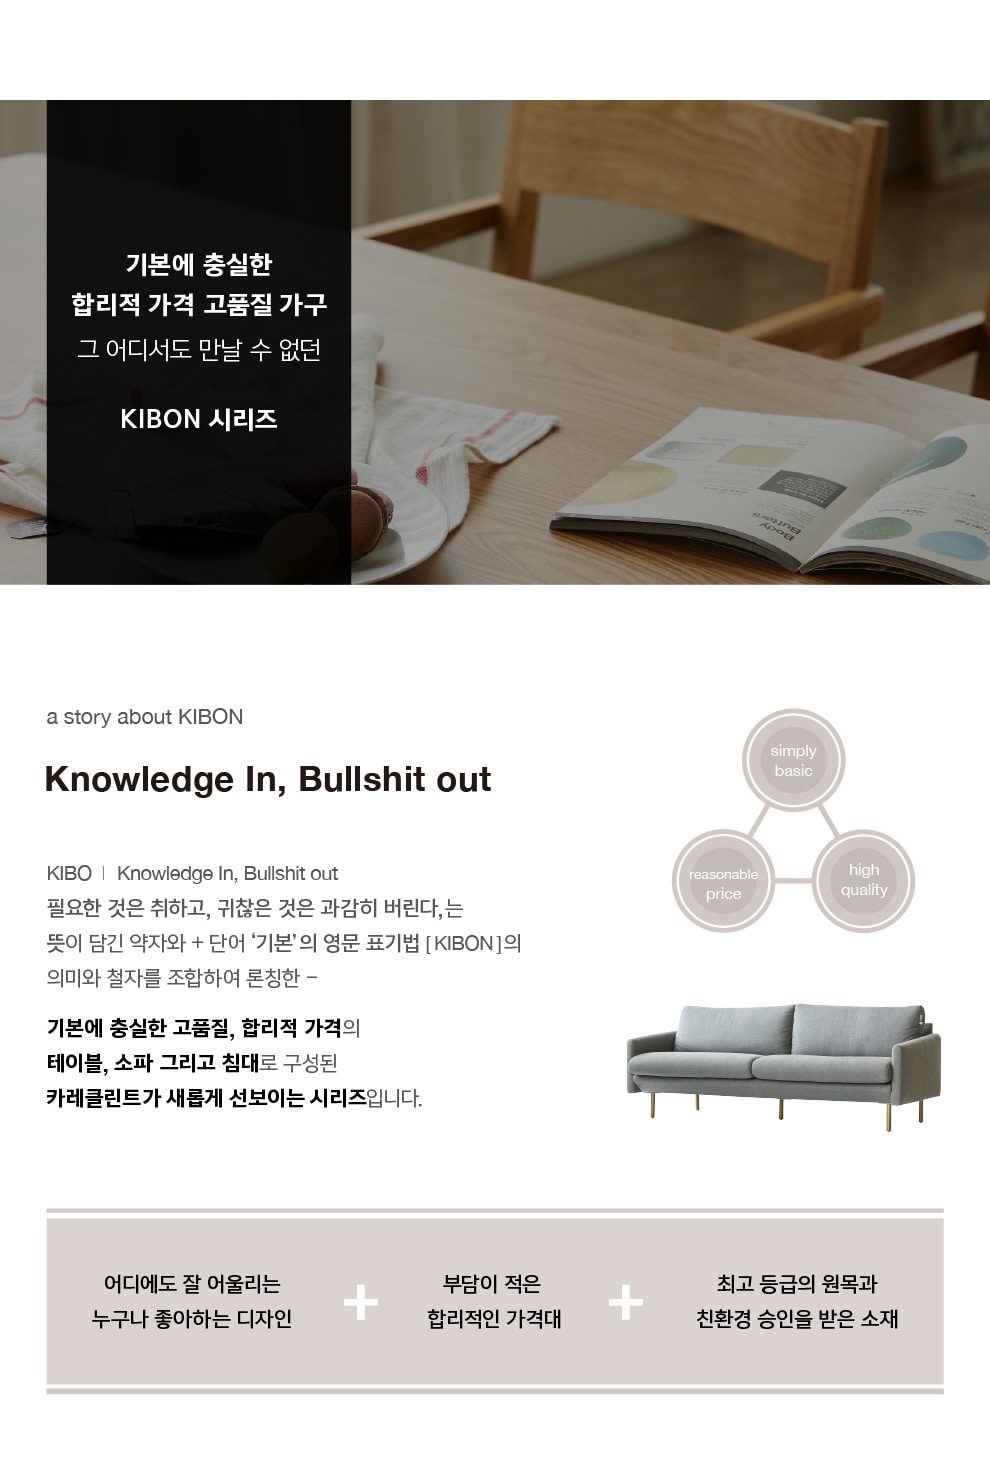 기본에 충실한
합리적 가격 고품질 가구
그 어디서도 만날 수 없던
KIBON 시리즈
Body
Butters
a story about KIBON
Knowledge In, Bullshit out
simply
basic
reasonable
price
high
quality
KIBO | Knowledge In, Bullshit out
필요한 것은 취하고, 귀찮은 것은 과감히 버린다,는
뜻이 담긴 약자와 + 단어 ‘기본’의 영문 표기법 [KIBON]의
의미와 철자를 조합하여 론칭한 –
기본에 충실한 고품질, 합리적 가격의
테이블, 소파 그리고 침대로 구성된
카레클린트가 새롭게 선보이는 시리즈입니다.
어디에도 잘 어울리는
누구나 좋아하는 디자인
+
부담이 적은
합리적인 가격대
+
최고 등급의 원목과
친환경 승인을 받은 소재